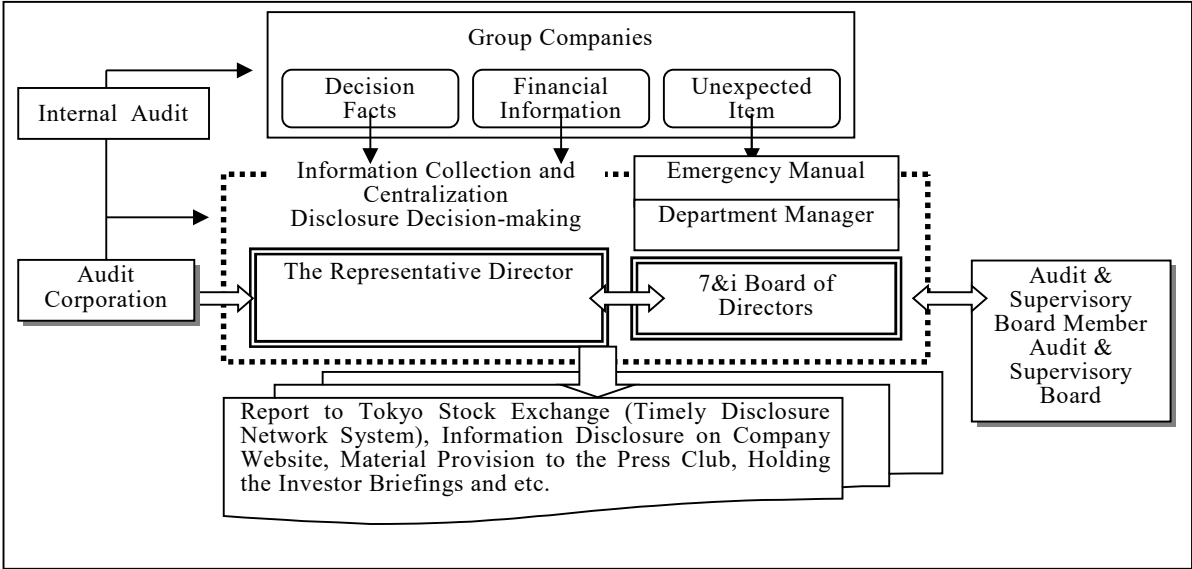 Group Companies
Decision
Facts
Financial
Information
Unexpected
Item
Internal Audit
Information Collection and
Centralization
Disclosure Decision-making
Emergency Manual
Department Manager
Audit
Corporation
The Representative Director
7&i Board of
Directors
Audit &
Supervisory
Board Member
Audit &
Supervisory
Board
Report to Tokyo Stock Exchange (Timely Disclosure
Network System), Information Disclosure on Company
Website, Material Provision to the Press Club, Holding
the Investor Briefings and etc.